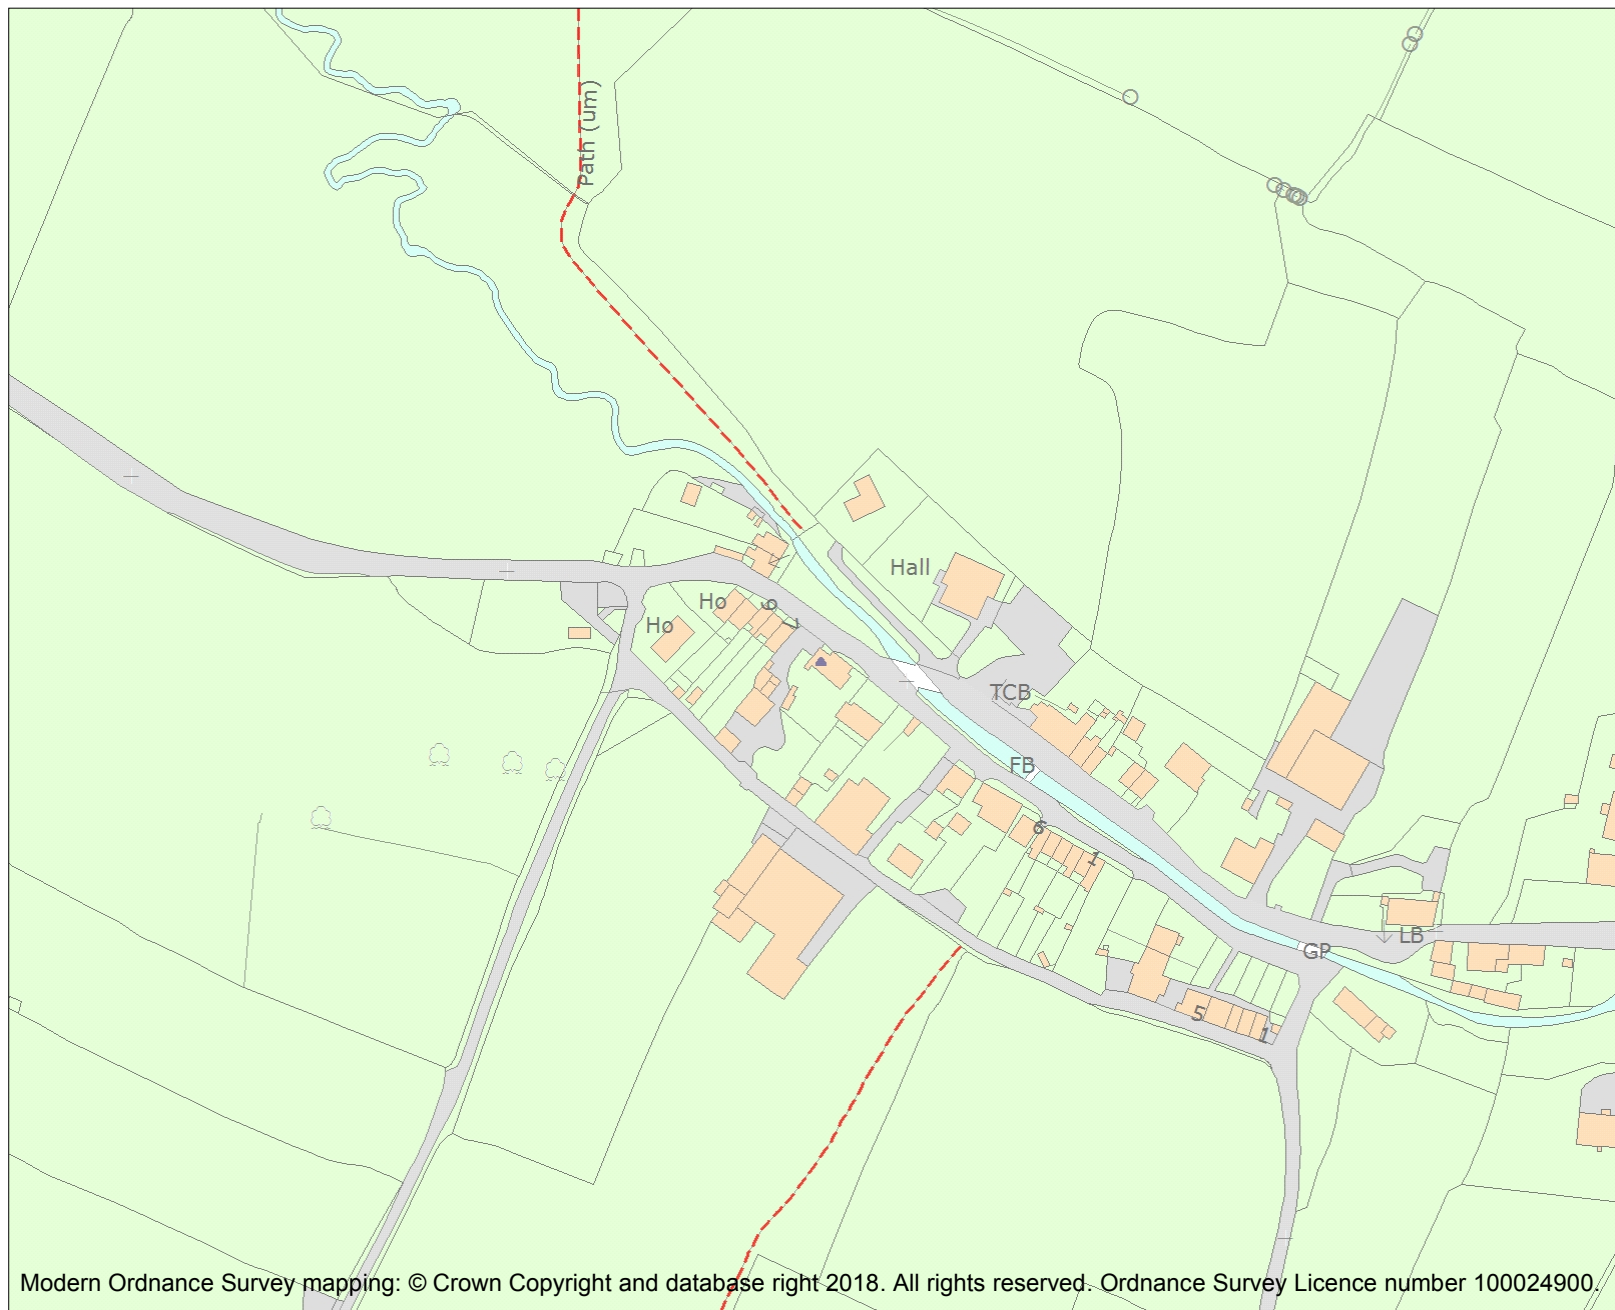 Path (um)
Hall
Ho
6
Ho
7
TCB
FB
6
1
LB
GP
5
1
Modern Ordnance Survey mapping: © Crown Copyright and database right 2018. All rights reserved. Ordnance Survey Licence number 100024900.